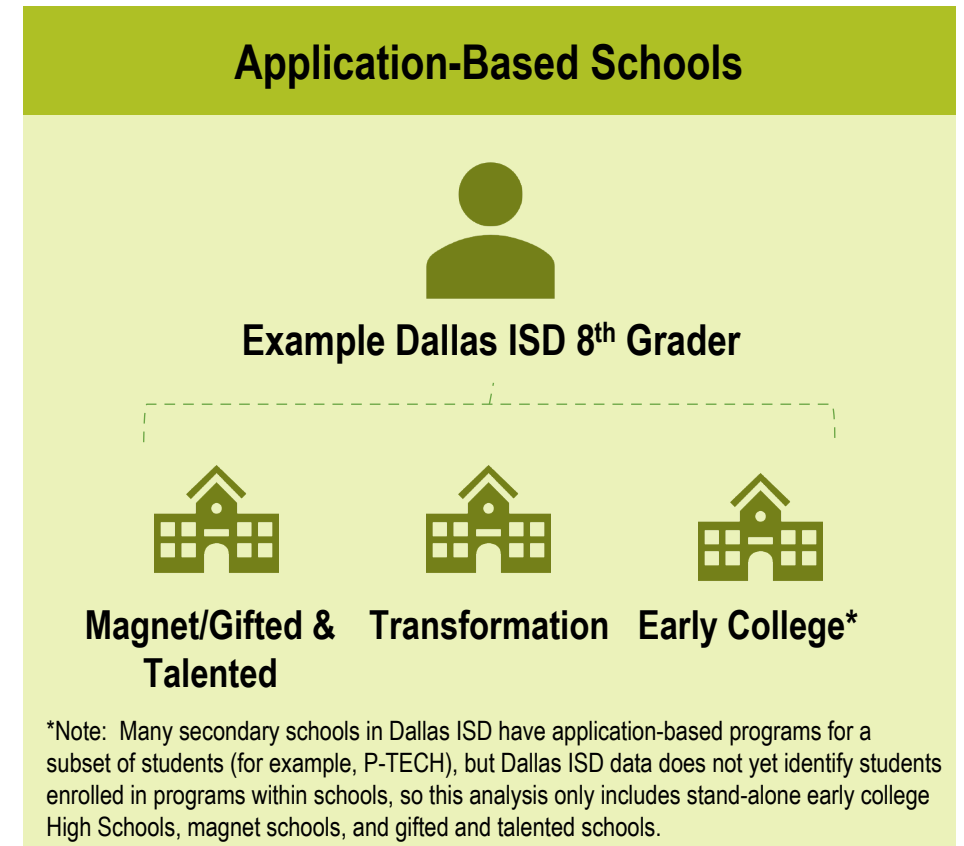 Application-Based Schools
Example Dallas ISD 8th Grader
Magnet/Gifted &
Talented
Transformation
Early College*
*Note: Many secondary schools in Dallas ISD have application-based programs for a
subset of students (for example, P-TECH), but Dallas ISD data does not yet identify students
enrolled in programs within schools, so this analysis only includes stand-alone early college
High Schools, magnet schools, and gifted and talented schools.